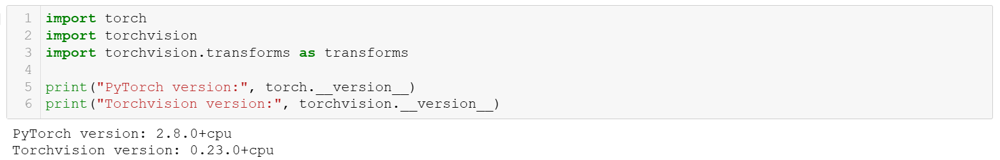 1 import torch
2 import torchvision
3 import torchvision.transforms as transforms
4
5 print("PyTorch version:", torch.__version__)
6 print("Torchvision version:", torchvision.__version__)
PyTorch version: 2.8.0+cpu
Torchvision version: 0.23.0+cpu